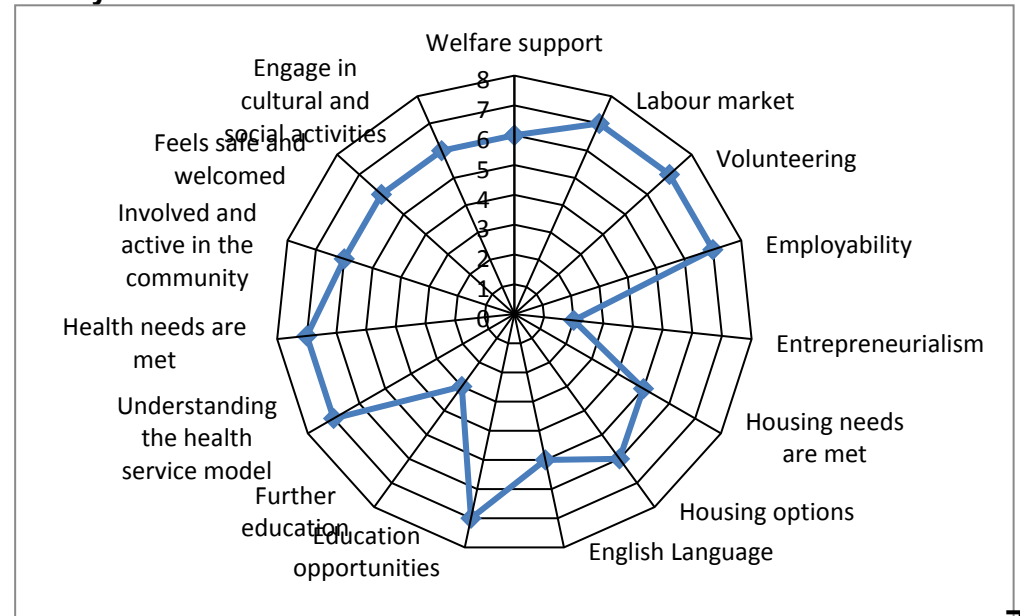 Welfare support
Engage in
cultural and
social activities
Labour market
Feels safe and
welcomed
Volunteering
Involved and
active in the
community
Employability
Health needs are
met
Entrepreneurialism
Understanding
the health
service model
Housing needs
are met
Further
education
Housing options
Education
opportunities
English Language
8
7
6
5
4
3
2
1
0